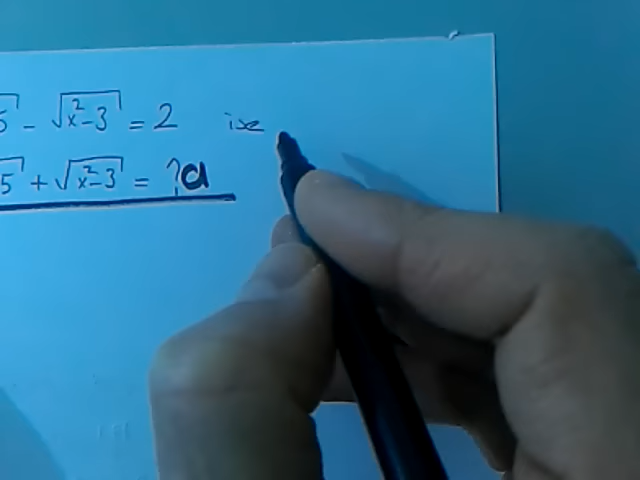 5 - √x²-3 = 2 ise
5 + √x²-3 = ? a